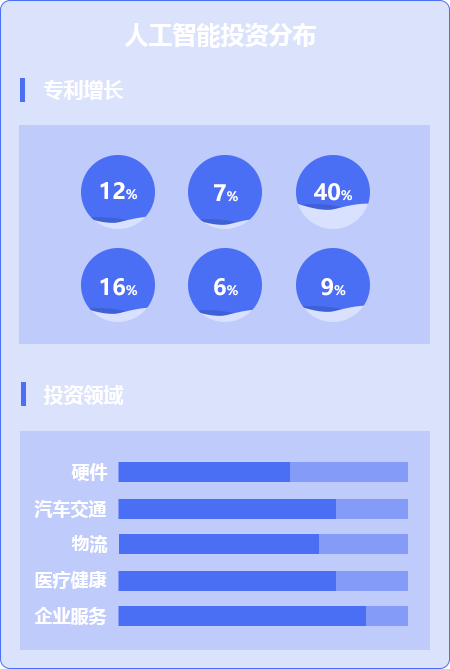 人工智能投资分布
专利增长
12% 7% 40%
16% 6% 9%
投资领域
硬件
汽车交通
物流
医疗健康
企业服务